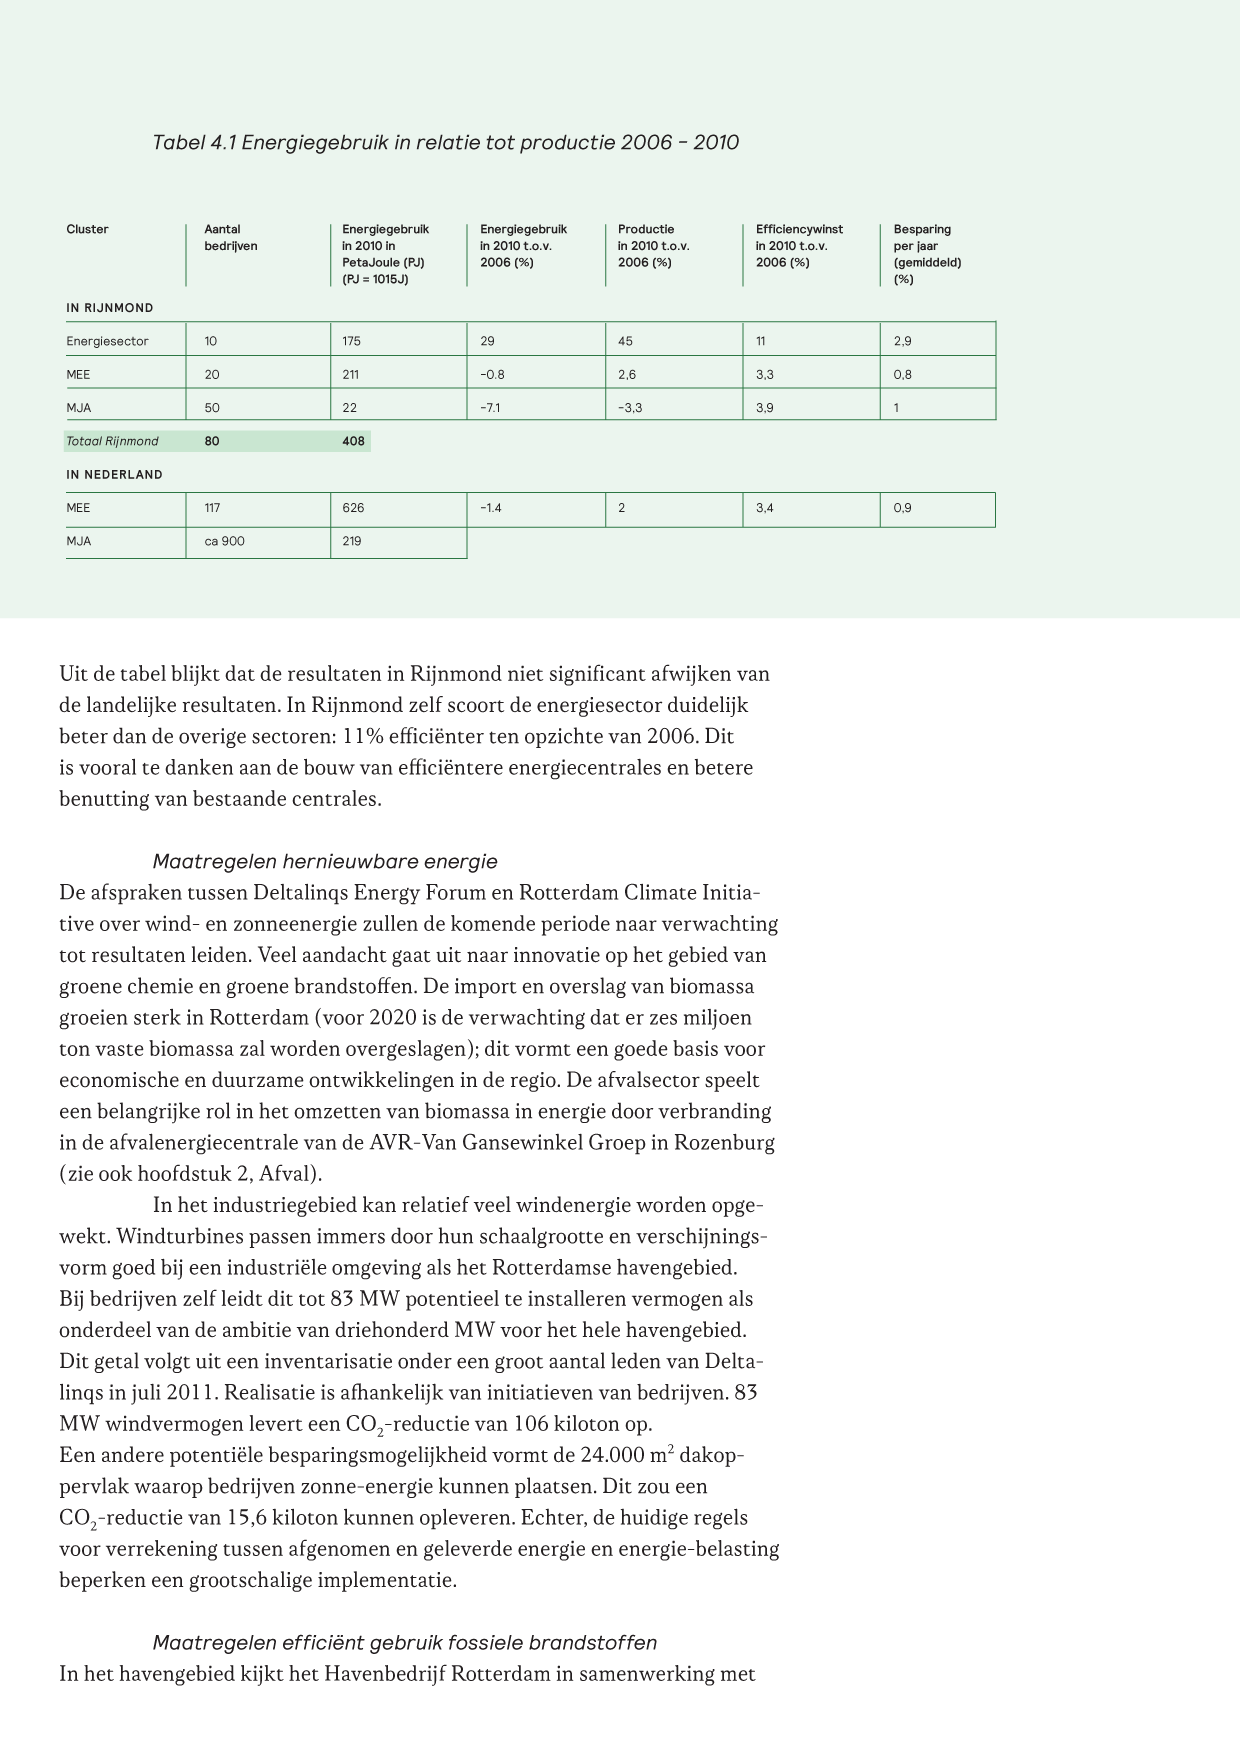 Tabel 4.1 Energiegebruik in relatie tot productie 2006 – 2010
Cluster Aantal bedrijven Energiegebruik in 2010 in PetaJoule (PJ) (PJ = 1015J) Energiegebruik in 2010 t.o.v. 2006 (%) Productie in 2010 t.o.v. 2006 (%) Efficiencywinst in 2010 t.o.v. 2006 (%) Besparing per jaar (gemiddeld) (%)
IN RIJNMOND
Energiesector 10 175 29 45 11 2,9
MEE 20 211 -0.8 2,6 3,3 0,8
MJA 50 22 -7.1 -3,3 3,9 1
Totaal Rijnmond 80 408
IN NEDERLAND
MEE 117 626 -1.4 2 3,4 0,9
MJA ca 900 219
Uit de tabel blijkt dat de resultaten in Rijnmond niet significant afwijken van
de landelijke resultaten. In Rijnmond zelf scoort de energiesector duidelijk
beter dan de overige sectoren: 11% efficiënter ten opzichte van 2006. Dit
is vooral te danken aan de bouw van efficiëntere energiecentrales en betere
benutting van bestaande centrales.
Maatregelen hernieuwbare energie
De afspraken tussen Deltalinqs Energy Forum en Rotterdam Climate Initia-
tive over wind- en zonneenergie zullen de komende periode naar verwachting
tot resultaten leiden. Veel aandacht gaat uit naar innovatie op het gebied van
groene chemie en groene brandstoffen. De import en overslag van biomassa
groeien sterk in Rotterdam (voor 2020 is de verwachting dat er zes miljoen
ton vaste biomassa zal worden overgeslagen); dit vormt een goede basis voor
economische en duurzame ontwikkelingen in de regio. De afvalsector speelt
een belangrijke rol in het omzetten van biomassa in energie door verbranding
in de afvalenergiecentrale van de AVR-Van Gansewinkel Groep in Rozenburg
(zie ook hoofdstuk 2, Afval).
In het industriegebied kan relatief veel windenergie worden opge-
wekt. Windturbines passen immers door hun schaalgrootte en verschijnings-
vorm goed bij een industriële omgeving als het Rotterdamse havengebied.
Bij bedrijven zelf leidt dit tot 83 MW potentieel te installeren vermogen als
onderdeel van de ambitie van driehonderd MW voor het hele havengebied.
Dit getal volgt uit een inventarisatie onder een groot aantal leden van Delta-
linqs in juli 2011. Realisatie is afhankelijk van initiatieven van bedrijven. 83
MW windvermogen levert een CO₂-reductie van 106 kiloton op.
Een andere potentiële besparingsmogelijkheid vormt de 24.000 m² dakop-
pervlak waarop bedrijven zonne-energie kunnen plaatsen. Dit zou een
CO₂-reductie van 15,6 kiloton kunnen opleveren. Echter, de huidige regels
voor verrekening tussen afgenomen en geleverde energie en energie-belasting
beperken een grootschalige implementatie.
Maatregelen efficiënt gebruik fossiele brandstoffen
In het havengebied kijkt het Havenbedrijf Rotterdam in samenwerking met